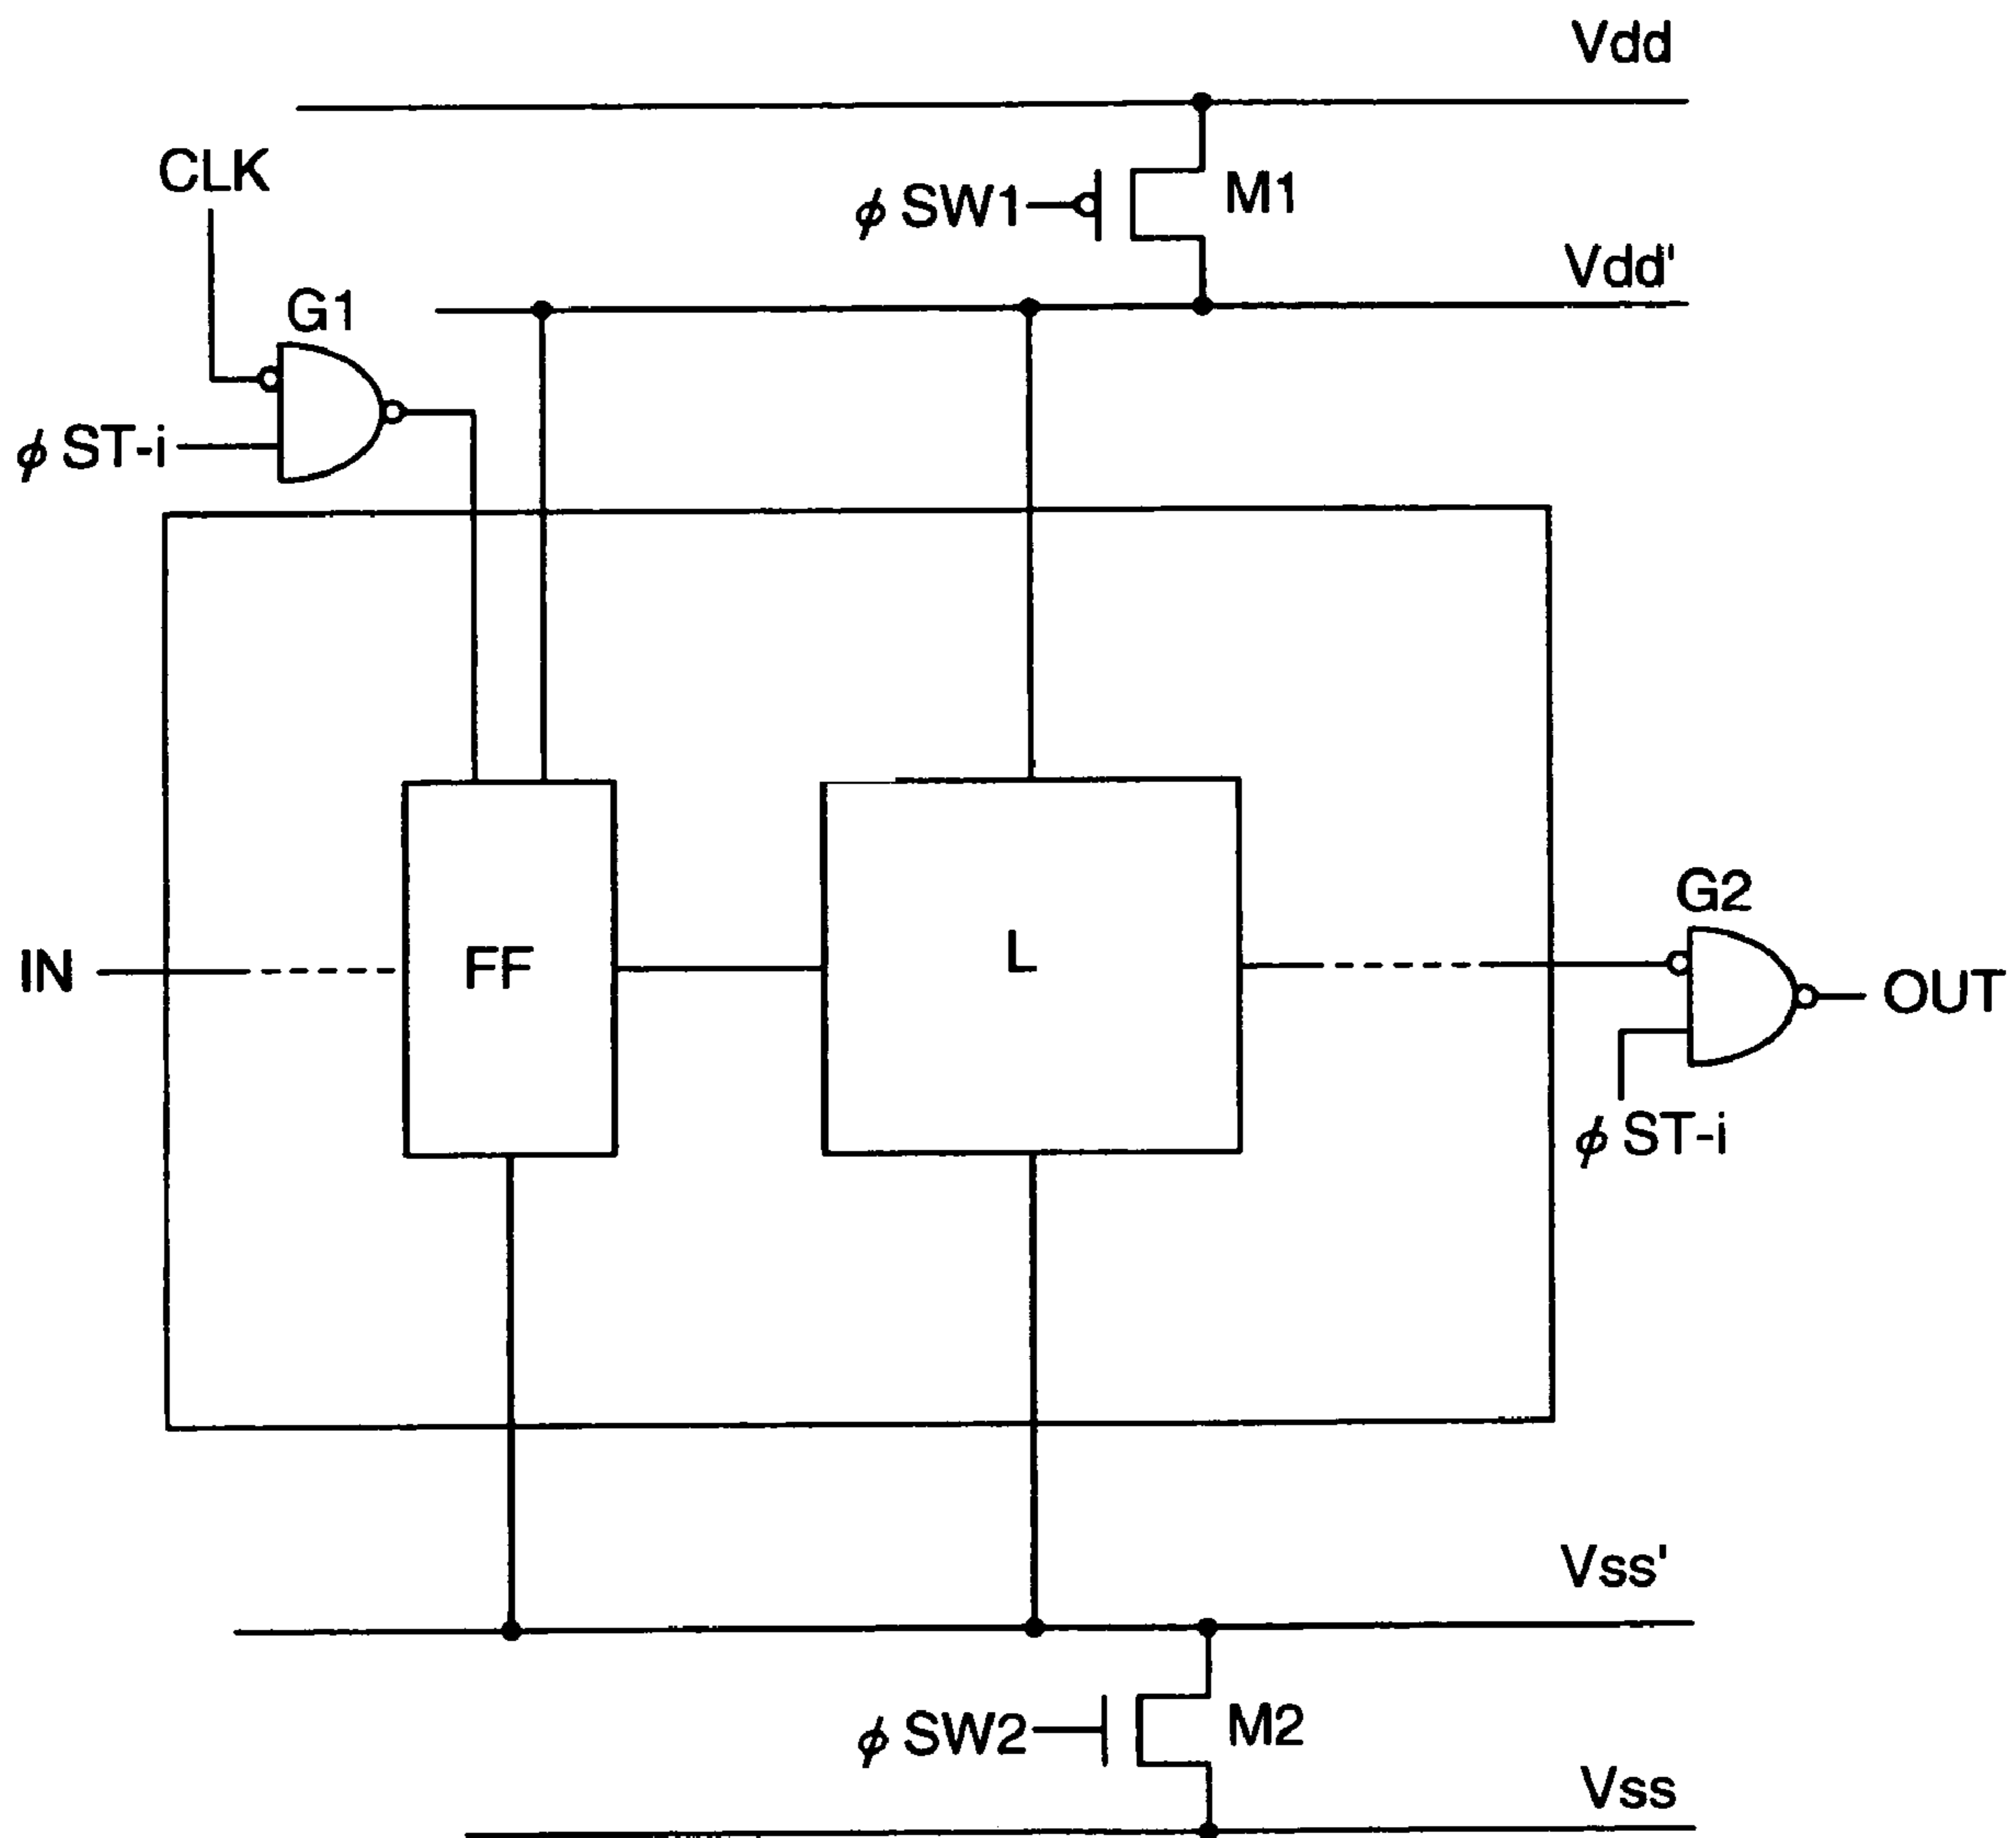 Vdd
CLK
ϕ SW1
M1
Vdd'
G1
ϕ ST-i
G2
IN
FF
L
OUT
ϕ ST-i
Vss'
ϕ SW2
M2
Vss